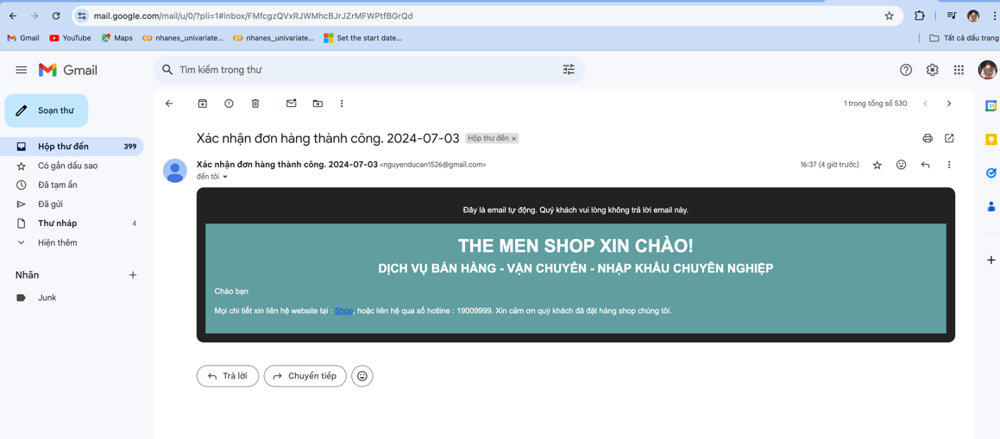 mail.google.com/mail/u/0/?pli=1#inbox/FMfcgzQVxRJWMhcBJrJZrMFWPtfBGrQd
Gmail
YouTube
Maps
nhanes_univariate...
nhanes_univariate...
Set the start date...
Tất cả dấu trang
Gmail
Tìm kiếm trong thư
Soạn thư
1 trong tổng số 530
Hộp thư đến 399
Có gắn dấu sao
Đã tạm ẩn
Đã gửi
Thư nháp 4
Hiện thêm
Nhãn
Junk
Xác nhận đơn hàng thành công. 2024-07-03 Hộp thư đến x
Xác nhận đơn hàng thành công. 2024-07-03 <nguyenducan1526@gmail.com> 16:37 (4 giờ trước)
đến tôi
Đây là email tự động. Quý khách vui lòng không trả lời email này.
THE MEN SHOP XIN CHÀO!
DỊCH VỤ BÁN HÀNG - VẬN CHUYỂN - NHẬP KHẨU CHUYÊN NGHIỆP
Chào bạn
Mọi chi tiết xin liên hệ website tại : Shop, hoặc liên hệ qua số hotline : 19009999. Xin cảm ơn quý khách đã đặt hàng shop chúng tôi.
Trả lời
Chuyển tiếp
31